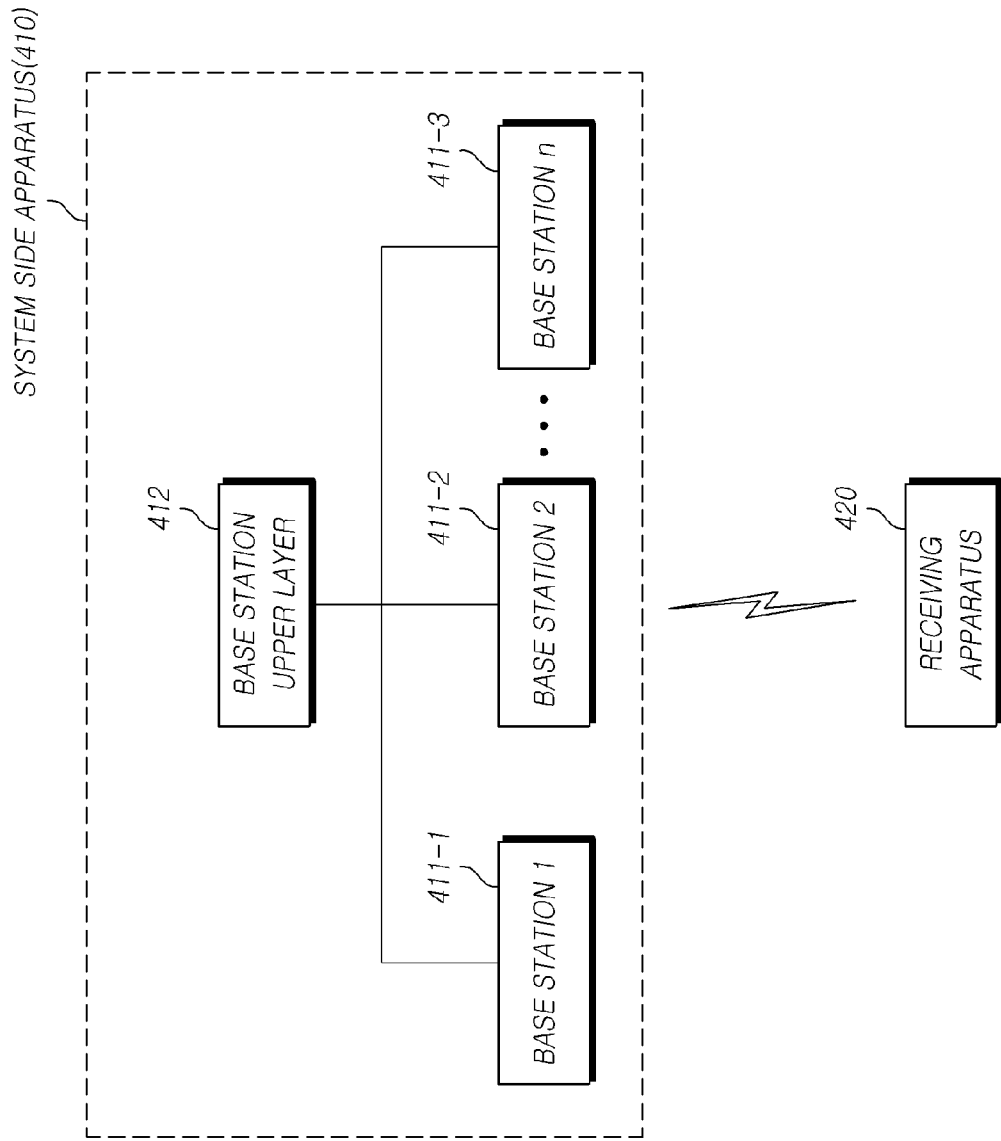 SYSTEM SIDE APPARATUS(410)
412
BASE STATION
UPPER LAYER
411-1
BASE STATION 1
411-2
BASE STATION 2
411-3
BASE STATION n
420
RECEIVING
APPARATUS